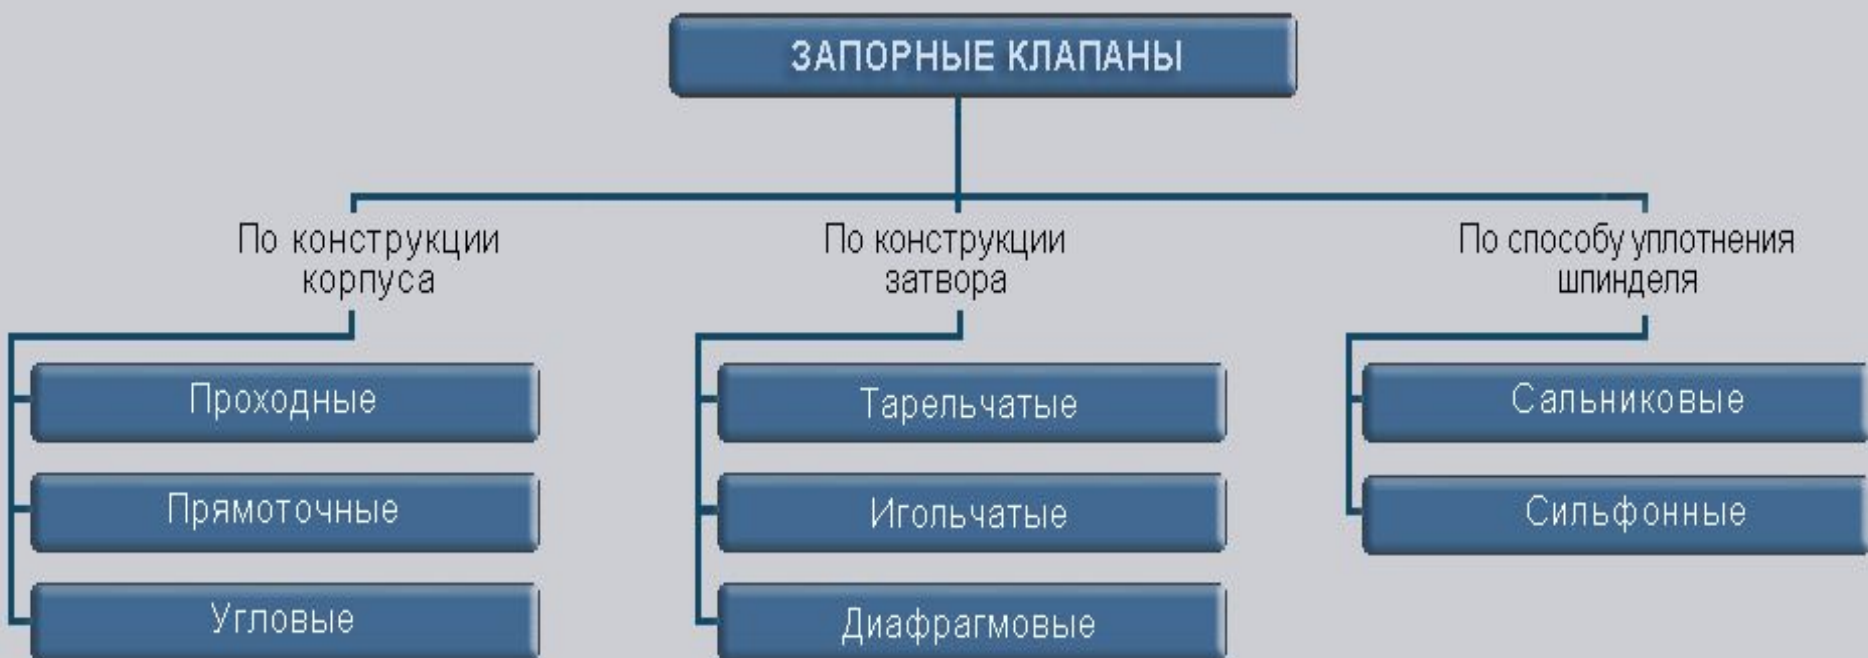 ЗАПОРНЫЕ КЛАПАНЫ
По конструкции
корпуса
Проходные
Прямоточные
Угловые
По конструкции
затвора
Тарельчатые
Игольчатые
Диафрагмовые
По способу уплотнения
шпинделя
Сальниковые
Сильфонные